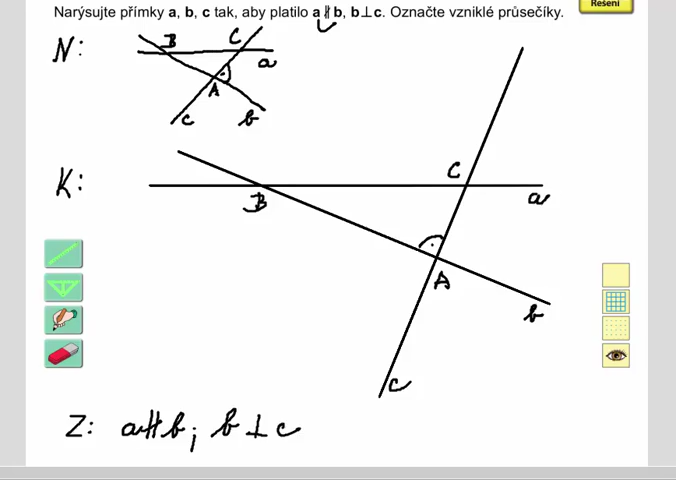 Řešení
Narýsujte přímky a, b, c tak, aby platilo a ∦ b, b⊥c. Označte vzniklé průsečíky.
N:
B C
a
A
c b
K:
C
B a
A
b
c
Z: a∦b; b⊥c